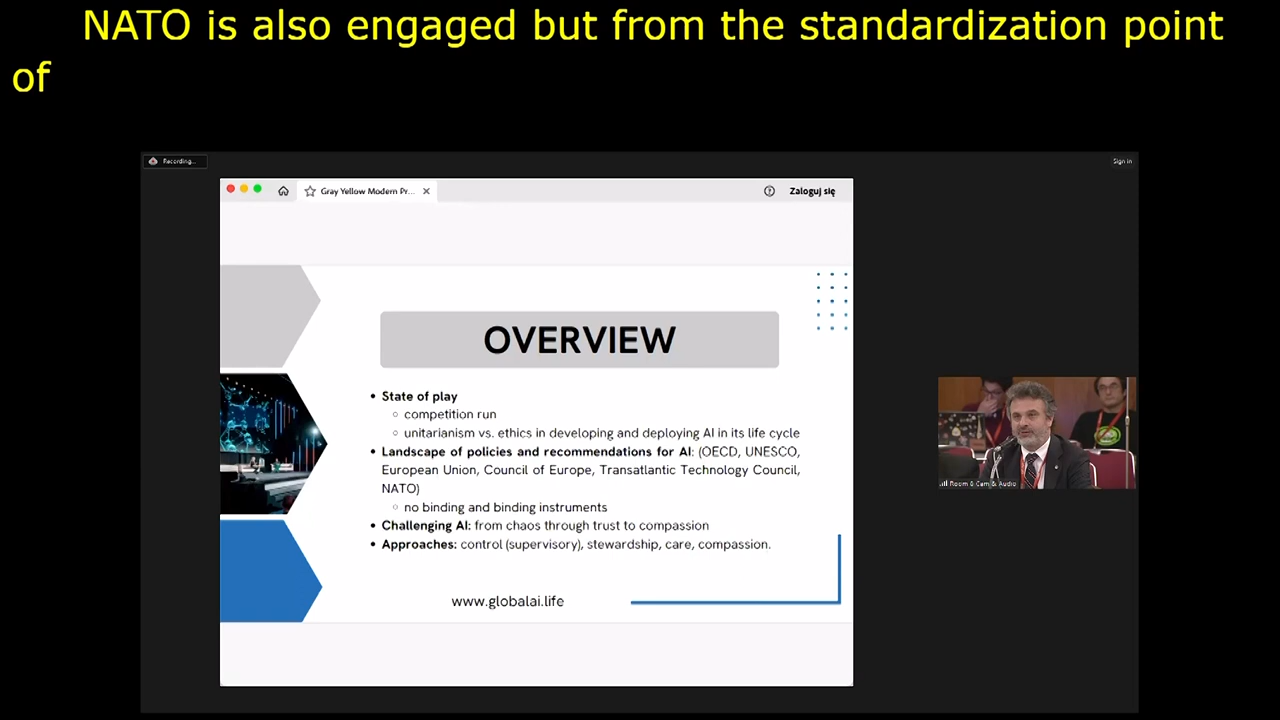 NATO is also engaged but from the standardization point
of
Recording...
Sign in
Gray Yellow Modern Pr...
Zaloguj się
OVERVIEW
• State of play
○ competition run
○ unitarianism vs. ethics in developing and deploying AI in its life cycle
• Landscape of policies and recommendations for AI: (OECD, UNESCO,
European Union, Council of Europe, Transatlantic Technology Council,
NATO)
○ no binding and binding instruments
• Challenging AI: from chaos through trust to compassion
• Approaches: control (supervisory), stewardship, care, compassion.
www.globalai.life
Room & Cam & Audio